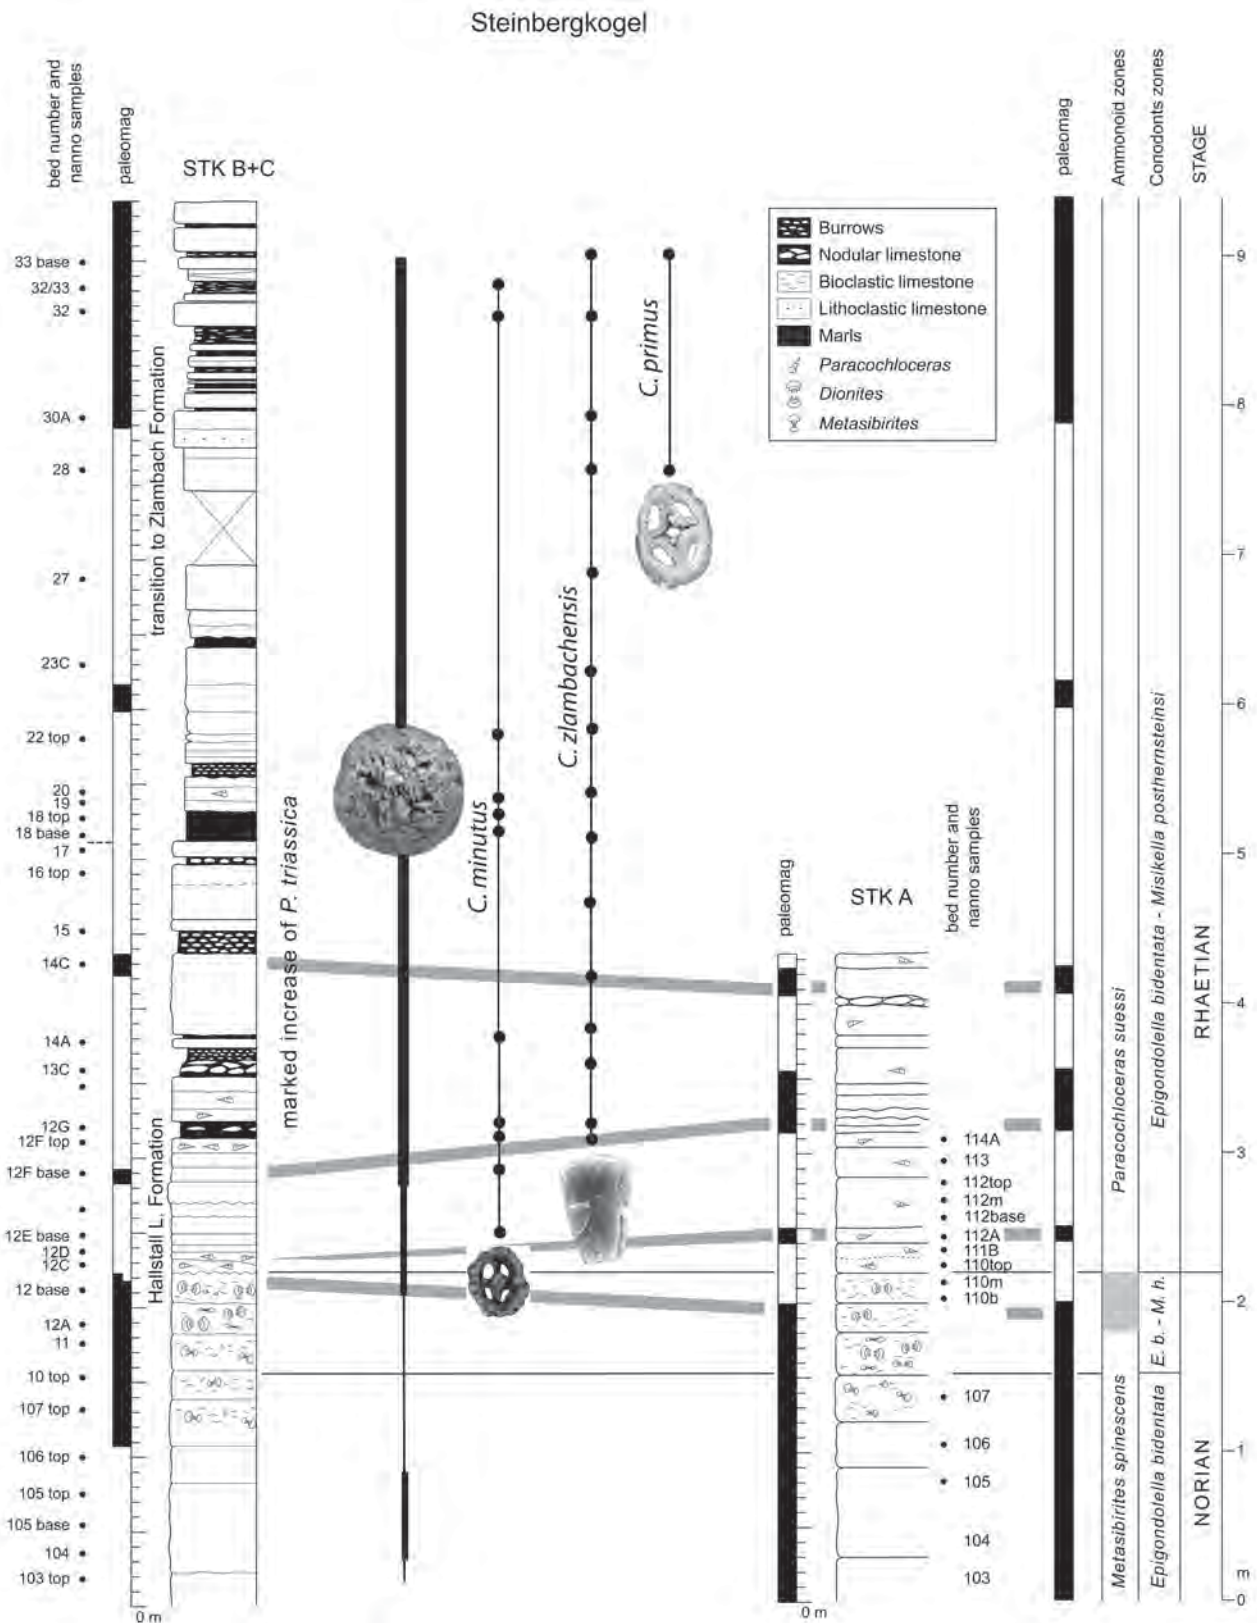 Steinbergkogel
bed number and
nanno samples
paleomag
STK B+C
33 base
32/33
32
30A
28
27
23C
22 top
20
19
18 top
18 base
17
16 top
15
14C
14A
13C
12G
12F top
12F base
12E base
12D
12C
12 base
12A
11
10 top
107 top
106 top
105 top
105 base
104
103 top
0 m
transition to Zlambach Formation
Hallstall L. Formation
marked increase of P. triassica
C. minutus
C. zlambachensis
C. primus
Burrows
Nodular limestone
Bioclastic limestone
Lithoclastic limestone
Marls
Paracochloceras
Dionites
Metasibirites
paleomag
STK A
bed number and
nanno samples
114A
113
112top
112m
112base
112A
111B
110top
110m
110b
107
106
105
104
103
0 m
paleomag
Ammonoid zones
Conodonts zones
STAGE
Paracochloceras suessi
Metasibirites spinescens
Epigondolella bidentata - Misikella posthernsteinsi
E. b. - M. h.
Epigondolella bidentata
RHAETIAN
NORIAN
9
8
7
6
5
4
3
2
1
m
0